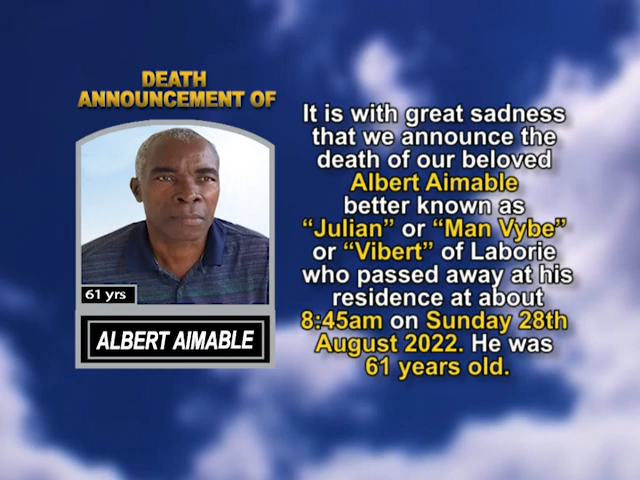 DEATH
ANNOUNCEMENT OF
61 yrs
ALBERT AIMABLE
It is with great sadness
that we announce the
death of our beloved
Albert Aimable
better known as
“Julian” or “Man Vybe”
or “Vibert” of Laborie
who passed away at his
residence at about
8:45am on Sunday 28th
August 2022. He was
61 years old.